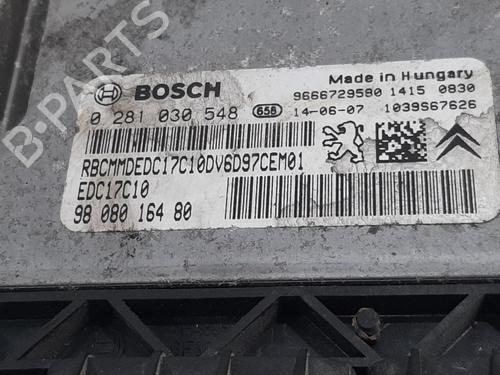 B-PARTS
BOSCH
Made in Hungary
9666729580 1415 0830
0 281 030 548 658 14-06-07 1039S67626
RBCMMDEDC17C10DV6D97CEM01
EDC17C10
98 080 164 80